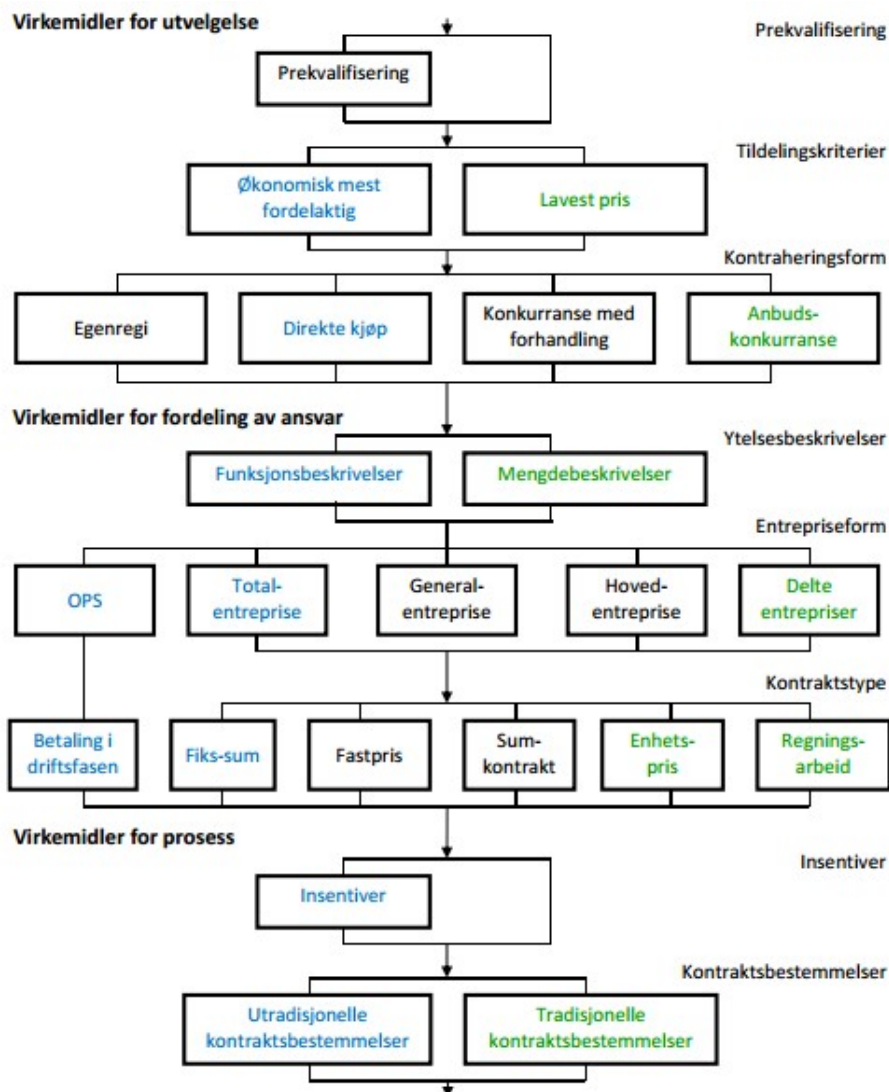 Virkemidler for utvelgelse
Prekvalifisering
Prekvalifisering
Tildelingskriterier
Økonomisk mest
fordelaktig
Lavest pris
Kontraheringsform
Egenregi
Direkte kjøp
Konkurranse med
forhandling
Anbuds-
konkurranse
Virkemidler for fordeling av ansvar
Ytelsesbeskrivelser
Funksjonsbeskrivelser
Mengdebeskrivelser
Entrepriseform
OPS
Total-
entreprise
General-
entreprise
Hoved-
entreprise
Delte
entrepriser
Kontraktstype
Betaling i
driftsfasen
Fiks-sum
Fastpris
Sum-
kontrakt
Enhets-
pris
Regnings-
arbeid
Virkemidler for prosess
Insentiver
Insentiver
Kontraktsbestemmelser
Utradisjonelle
kontraktsbestemmelser
Tradisjonelle
kontraktsbestemmelser